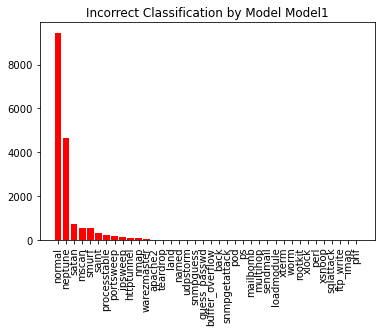 Incorrect Classification by Model Model1
8000
6000
4000
2000
0
normal
neptune
satan
mscan
smurf
saint
processtable
portsweep
ipsweep
httptunnel
nmap
warezmaster
apache2
teardrop
land
named
udpstorm
snmpguess
guess_passwd
buffer_overflow
back
snmpgetattack
pod
ps
mailbomb
multihop
sendmail
loadmodule
xterm
worm
rootkit
xlock
perl
xsnoop
sqlattack
ftp_write
imap
phf